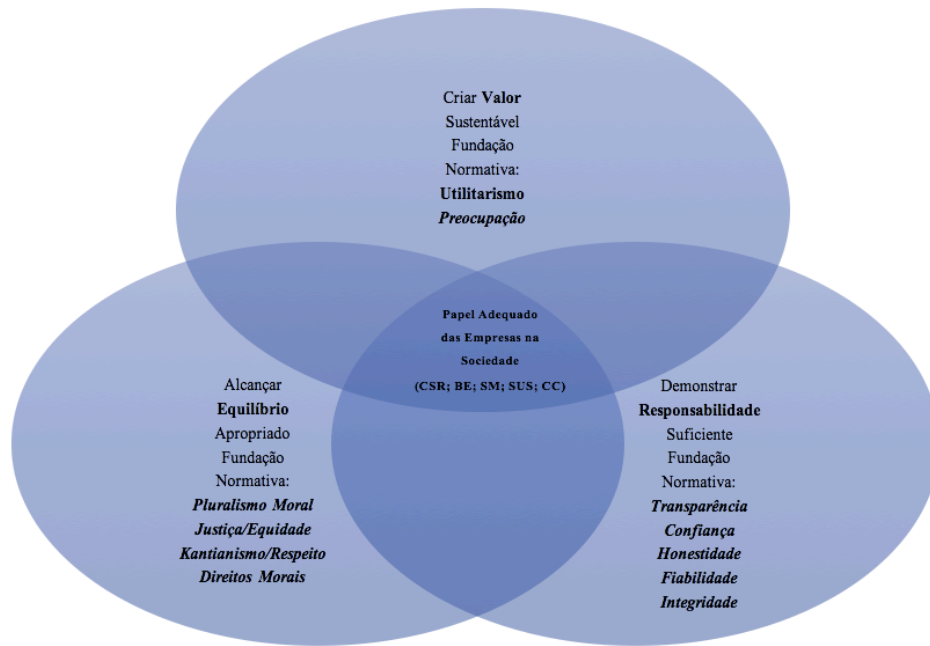 Criar Valor
Sustentável
Fundação
Normativa:
Utilitarismo
Preocupação
Papel Adequado
das Empresas na
Sociedade
(CSR; BE; SM; SUS; CC)
Alcançar
Equilíbrio
Apropriado
Fundação
Normativa:
Pluralismo Moral
Justiça/Equidade
Kantianismo/Respeito
Direitos Morais
Demonstrar
Responsabilidade
Suficiente
Fundação
Normativa:
Transparência
Confiança
Honestidade
Fiabilidade
Integridade